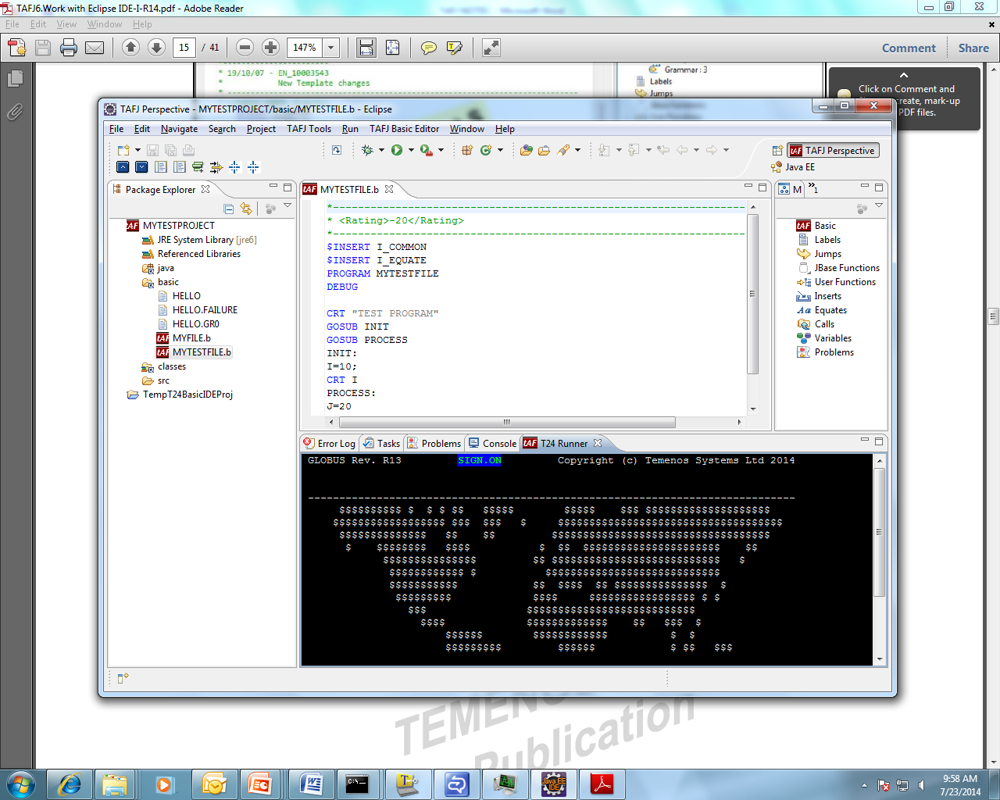 TAFJ6.Work with Eclipse IDE-I-R14.pdf - Adobe Reader
File Edit View Window Help
15 / 41 147% Comment Share
* 19/10/07 - EN_10003543
* New Template changes
*
Grammar : 3
Labels
Jumps
Click on Comment and
create, mark-up
PDF files.
TAFJ Perspective - MYTESTPROJECT/basic/MYTESTFILE.b - Eclipse
File Edit Navigate Search Project TAFJ Tools Run TAFJ Basic Editor Window Help
TAFJ Perspective
Java EE
Package Explorer
MYTESTPROJECT
JRE System Library [jre6]
Referenced Libraries
java
basic
HELLO
HELLO.FAILURE
HELLO.GR0
MYFILE.b
MYTESTFILE.b
classes
src
TempT24BasicIDEProj
MYTESTFILE.b
*------------------------------------------------------------------
* <Rating>-20</Rating>
*------------------------------------------------------------------
$INSERT I_COMMON
$INSERT I_EQUATE
PROGRAM MYTESTFILE
DEBUG
CRT "TEST PROGRAM"
GOSUB INIT
GOSUB PROCESS
INIT:
I=10;
CRT I
PROCESS:
J=20
M »1
Basic
Labels
Jumps
JBase Functions
User Functions
Inserts
Equates
Calls
Variables
Problems
Error Log Tasks Problems Console T24 Runner
GLOBUS Rev. R13 SIGN.ON Copyright (c) Temenos Systems Ltd 2014
------------------------------------------------------------------------------
$$$$$$$$$$ $  $ $ $$   $$$$$        $$$$$    $$$ $$$$$$$$$$$$$$$$$$$$
$$$$$$$$$$$$$$$$$$ $$$  $$$   $     $$$$$$$$$$$$$$$$$$$$$$$$$$$$$$$$$$$$
$$$$$$$$$$$$$$   $$    $$         $$$$$$$$$$$$$$$$$$$$$$$$$$$$$$$$$$$
$    $$$$$$$$   $$$$           $  $$  $$$$$$$$$$$$$$$$$$$$$$    $$
$$$$$$$$$$$$$$$         $$ $$$$$$$$$$$$$$$$$$$$$$$$$$$   $
$$$$$$$$$$$$ $           $$$$$$$$$$$$$$$$$$$$$$$$$$$$
$$$$$$$$$$$            $$  $$$$  $$ $$$$$$$$$$$$$$$  $
$$$$$$$$$             $$$$     $$$$$$$$$$$$$$$$$ $ $
$$$                $$$$$$$$$$$$$$$$$$$$$$$$$$$
$$$$             $$$$$$$$$$$$$    $$   $$$  $
$$$$$$        $$$$$$$$$$$$          $  $
$$$$$$$$$         $$$$$$            $ $$   $$$
Publication
9:58 AM
7/23/2014